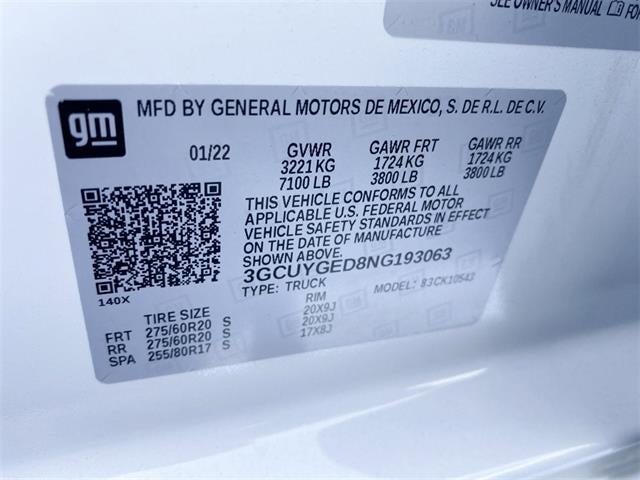 SEE OWNER'S MANUAL
gm
MFD BY GENERAL MOTORS DE MEXICO, S. DE R.L. DE C.V.
01/22 GVWR GAWR FRT GAWR RR
3221 KG 1724 KG 1724 KG
7100 LB 3800 LB 3800 LB
THIS VEHICLE CONFORMS TO ALL
APPLICABLE U.S. FEDERAL MOTOR
VEHICLE SAFETY STANDARDS IN EFFECT
ON THE DATE OF MANUFACTURE
SHOWN ABOVE.
3GCUYGED8NG193063
TYPE: TRUCK MODEL: 83CK10543
140X
TIRE SIZE RIM
FRT 275/60R20 S 20X9J
RR 275/60R20 S 20X9J
SPA 255/80R17 S 17X8J